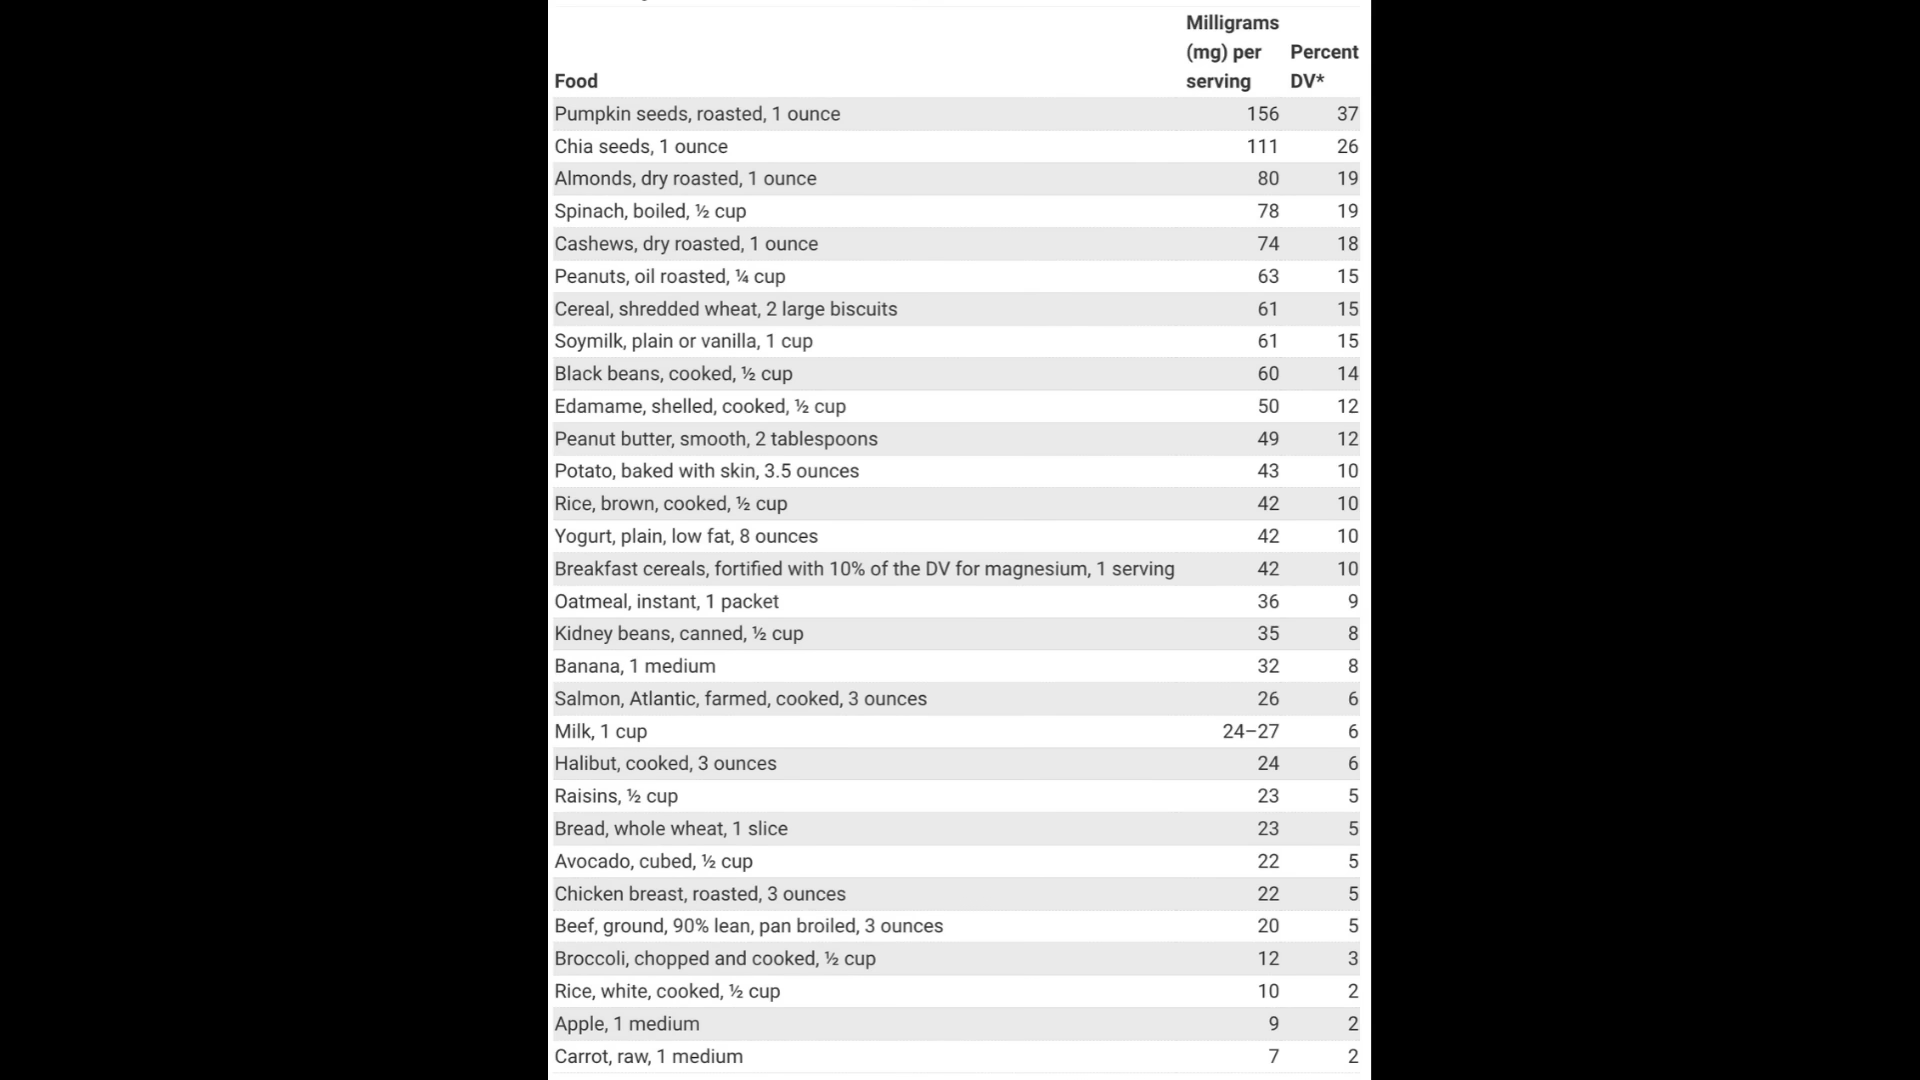 Milligrams
(mg) per Percent
Food serving DV*
Pumpkin seeds, roasted, 1 ounce 156 37
Chia seeds, 1 ounce 111 26
Almonds, dry roasted, 1 ounce 80 19
Spinach, boiled, ½ cup 78 19
Cashews, dry roasted, 1 ounce 74 18
Peanuts, oil roasted, ¼ cup 63 15
Cereal, shredded wheat, 2 large biscuits 61 15
Soymilk, plain or vanilla, 1 cup 61 15
Black beans, cooked, ½ cup 60 14
Edamame, shelled, cooked, ½ cup 50 12
Peanut butter, smooth, 2 tablespoons 49 12
Potato, baked with skin, 3.5 ounces 43 10
Rice, brown, cooked, ½ cup 42 10
Yogurt, plain, low fat, 8 ounces 42 10
Breakfast cereals, fortified with 10% of the DV for magnesium, 1 serving 42 10
Oatmeal, instant, 1 packet 36 9
Kidney beans, canned, ½ cup 35 8
Banana, 1 medium 32 8
Salmon, Atlantic, farmed, cooked, 3 ounces 26 6
Milk, 1 cup 24–27 6
Halibut, cooked, 3 ounces 24 6
Raisins, ½ cup 23 5
Bread, whole wheat, 1 slice 23 5
Avocado, cubed, ½ cup 22 5
Chicken breast, roasted, 3 ounces 22 5
Beef, ground, 90% lean, pan broiled, 3 ounces 20 5
Broccoli, chopped and cooked, ½ cup 12 3
Rice, white, cooked, ½ cup 10 2
Apple, 1 medium 9 2
Carrot, raw, 1 medium 7 2